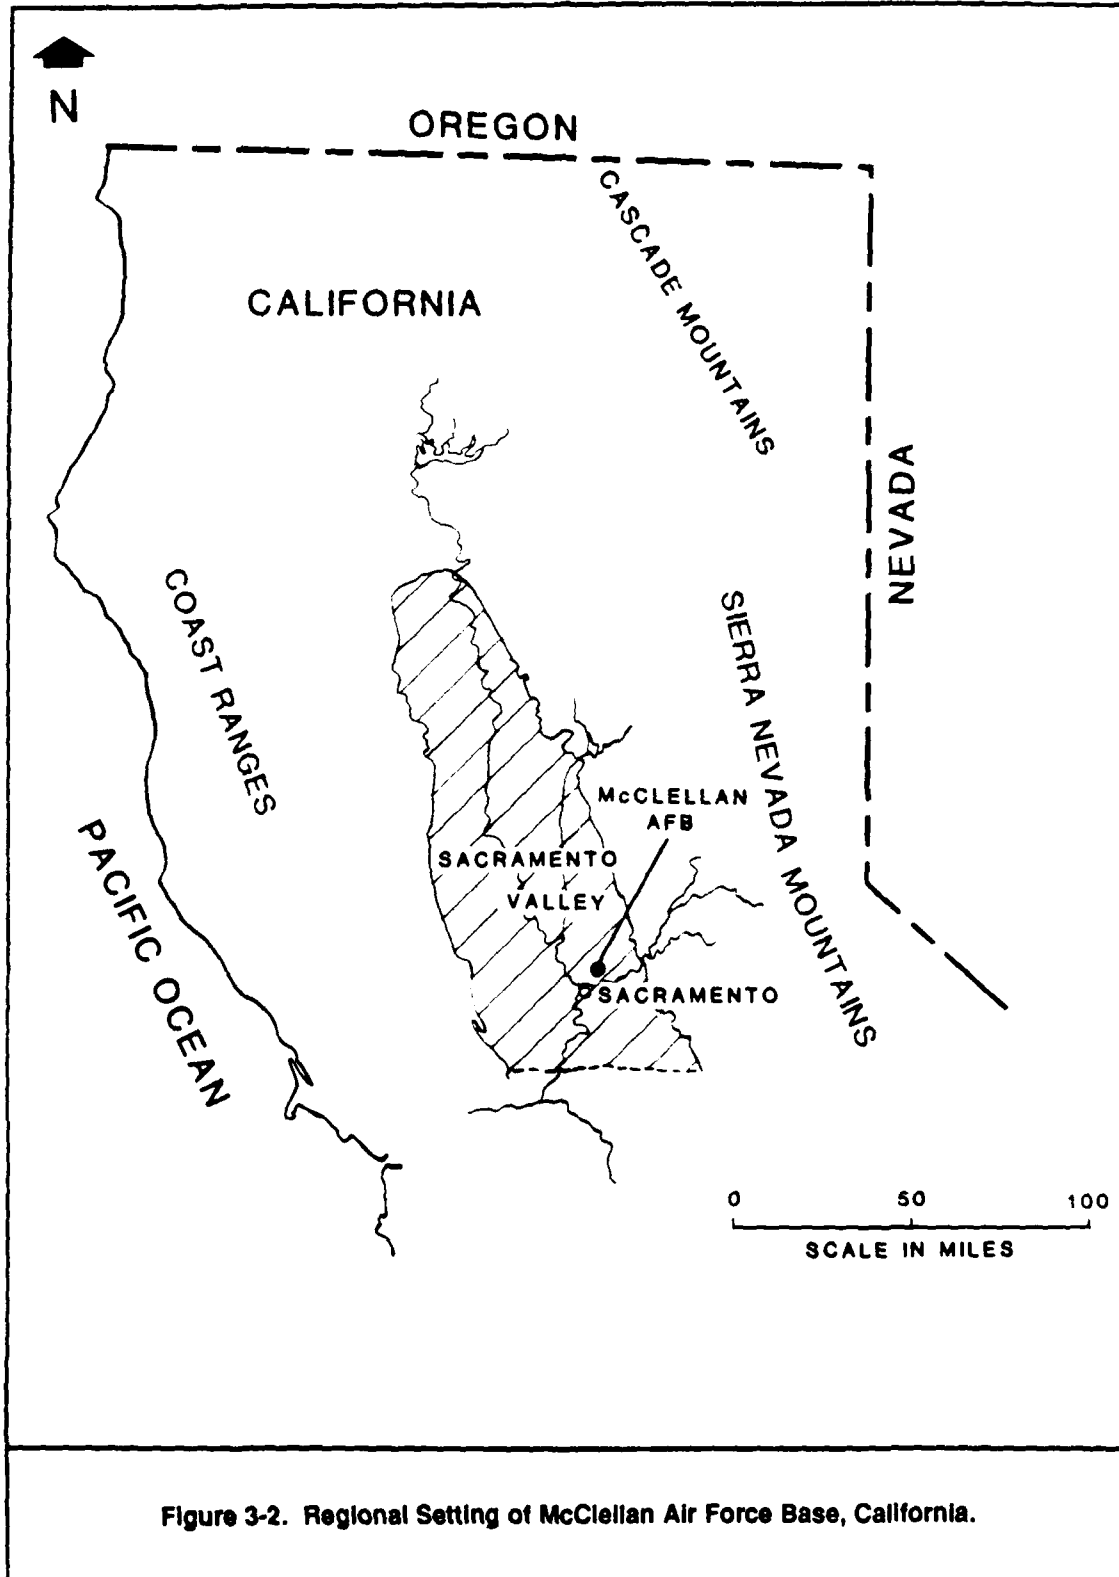 N
OREGON
CASCADE MOUNTAINS
CALIFORNIA
NEVADA
COAST RANGES
SIERRA NEVADA MOUNTAINS
McCLELLAN
AFB
SACRAMENTO
VALLEY
PACIFIC OCEAN
SACRAMENTO
0 50 100
SCALE IN MILES
Figure 3-2. Regional Setting of McClellan Air Force Base, California.